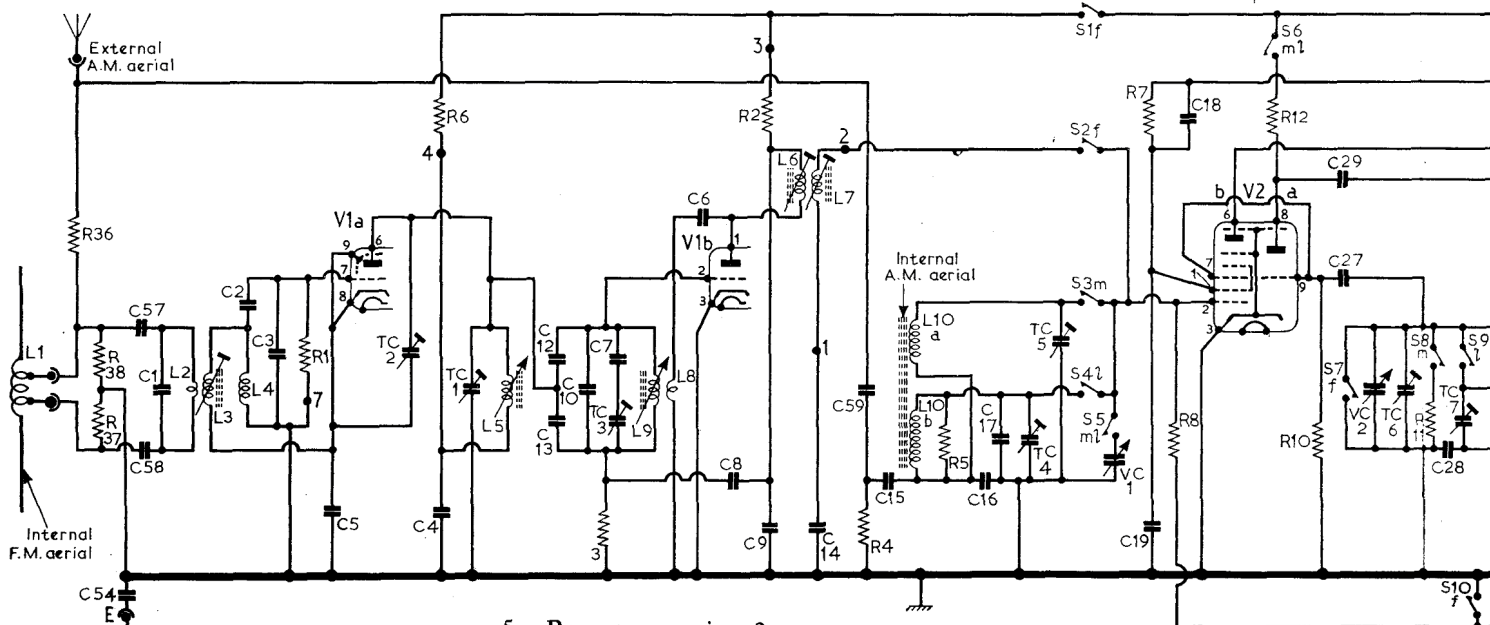 External
A.M. aerial
R36
L1
R
38
R
37
C57
C58
C1
L2
L3
Internal
F.M. aerial
C54
E
C2
L4
C3
R1
7
V1a
9
6
7
8
C5
R6
4
TC
2
C4
TC
1
L5
C
12
C
13
C
10
C7
TC
3
L9
3
L8
C6
V1b
1
2
3
C8
3
R2
L6
L7
2
C9
1
C
14
C59
R4
C15
Internal
A.M. aerial
L10
a
L10
b
R5
C16
C
17
TC
4
TC
5
S1f
S2f
S3m
S4l
S5
ml
VC
1
R7
C18
C19
R8
S6
ml
R12
C29
b V2 a
6
8
7
1
2
3
9
C27
R10
S7
f
VC
2
TC
6
S8
m
R
11
S9
l
TC
7
C28
S10
f